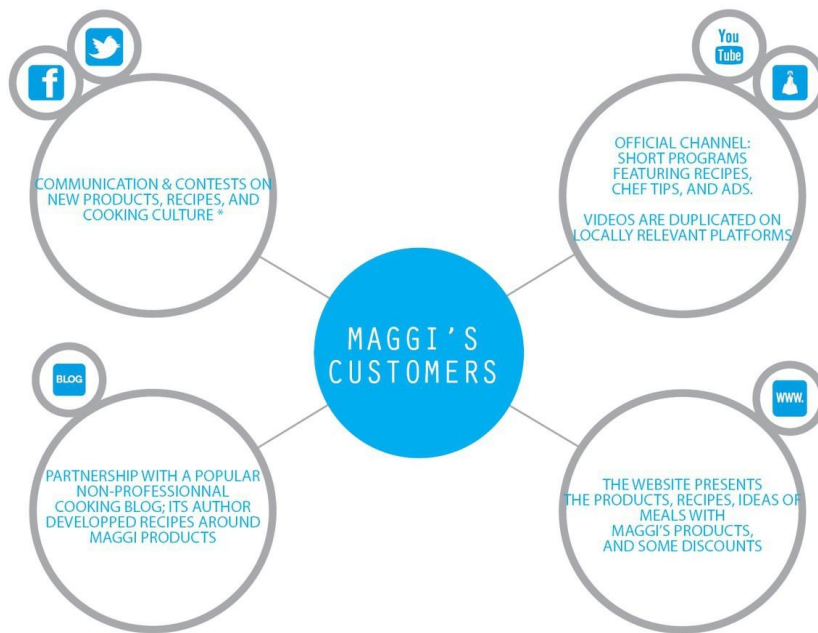 f
COMMUNICATION & CONTESTS ON
NEW PRODUCTS, RECIPES, AND
COOKING CULTURE *
You
Tube
OFFICIAL CHANNEL:
SHORT PROGRAMS
FEATURING RECIPES,
CHEF TIPS, AND ADS.
VIDEOS ARE DUPLICATED ON
LOCALLY RELEVANT PLATFORMS
MAGGI'S
CUSTOMERS
BLOG
PARTNERSHIP WITH A POPULAR
NON-PROFESSIONNAL
COOKING BLOG; ITS AUTHOR
DEVELOPPED RECIPES AROUND
MAGGI PRODUCTS
WWW.
THE WEBSITE PRESENTS
THE PRODUCTS, RECIPES, IDEAS OF
MEALS WITH
MAGGI'S PRODUCTS,
AND SOME DISCOUNTS